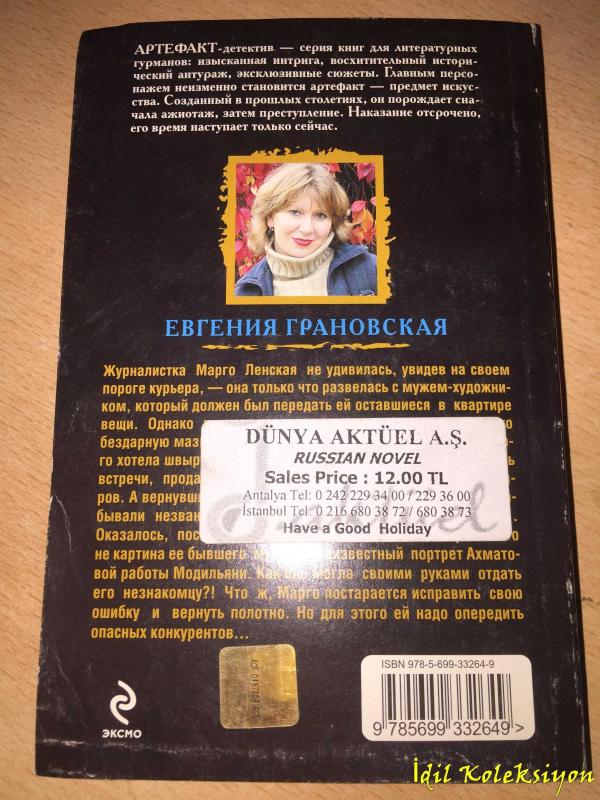 АРТЕФАКТ-детектив — серия книг для литературных
гурманов: изысканная интрига, восхитительный истори-
ческий антураж, эксклюзивные сюжеты. Главным персо-
нажем неизменно становится артефакт — предмет искус-
ства. Созданный в прошлых столетиях, он порождает сна-
чала ажиотаж, затем преступление. Наказание отсрочено,
его время наступает только сейчас.
ЕВГЕНИЯ ГРАНОВСКАЯ
Журналистка Марго Ленская не удивилась, увидев на своем
пороге курьера, — она только что развелась с мужем-художни-
ком, который должен был передать ей оставшиеся в квартире
вещи. Однако
бездарную маз
го хотела швыр
встречи, прода
ров. А вернувши
бывали незван
Оказалось, пос
не картина ее бывшего
портрет Ахмато-
вой работы Модильяни. Как она могла своими руками отдать
его незнакомцу?! Что ж, Марго постарается исправить свою
ошибку и вернуть полотно. Но для этого ей надо опередить
опасных конкурентов...
DÜNYA AKTÜEL A.Ş.
RUSSIAN NOVEL
Sales Price : 12.00 TL
Antalya Tel: 0 242 229 34 00 / 229 36 00
İstanbul Tel: 0 216 680 38 72 / 680 38 73
Have a Good Holiday
ЭКСМО
ISBN 978-5-699-33264-9
9 785699 332649 >
İdil Koleksiyon